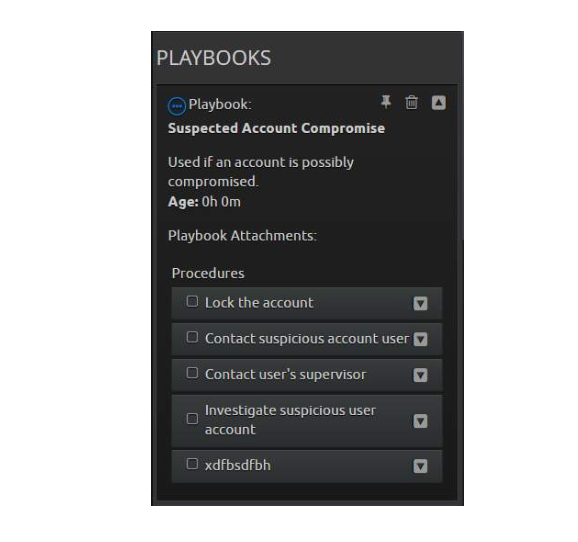 PLAYBOOKS
Playbook:
Suspected Account Compromise
Used if an account is possibly
compromised.
Age: 0h 0m
Playbook Attachments:
Procedures
Lock the account
Contact suspicious account user
Contact user's supervisor
Investigate suspicious user
account
xdfbsdfbh